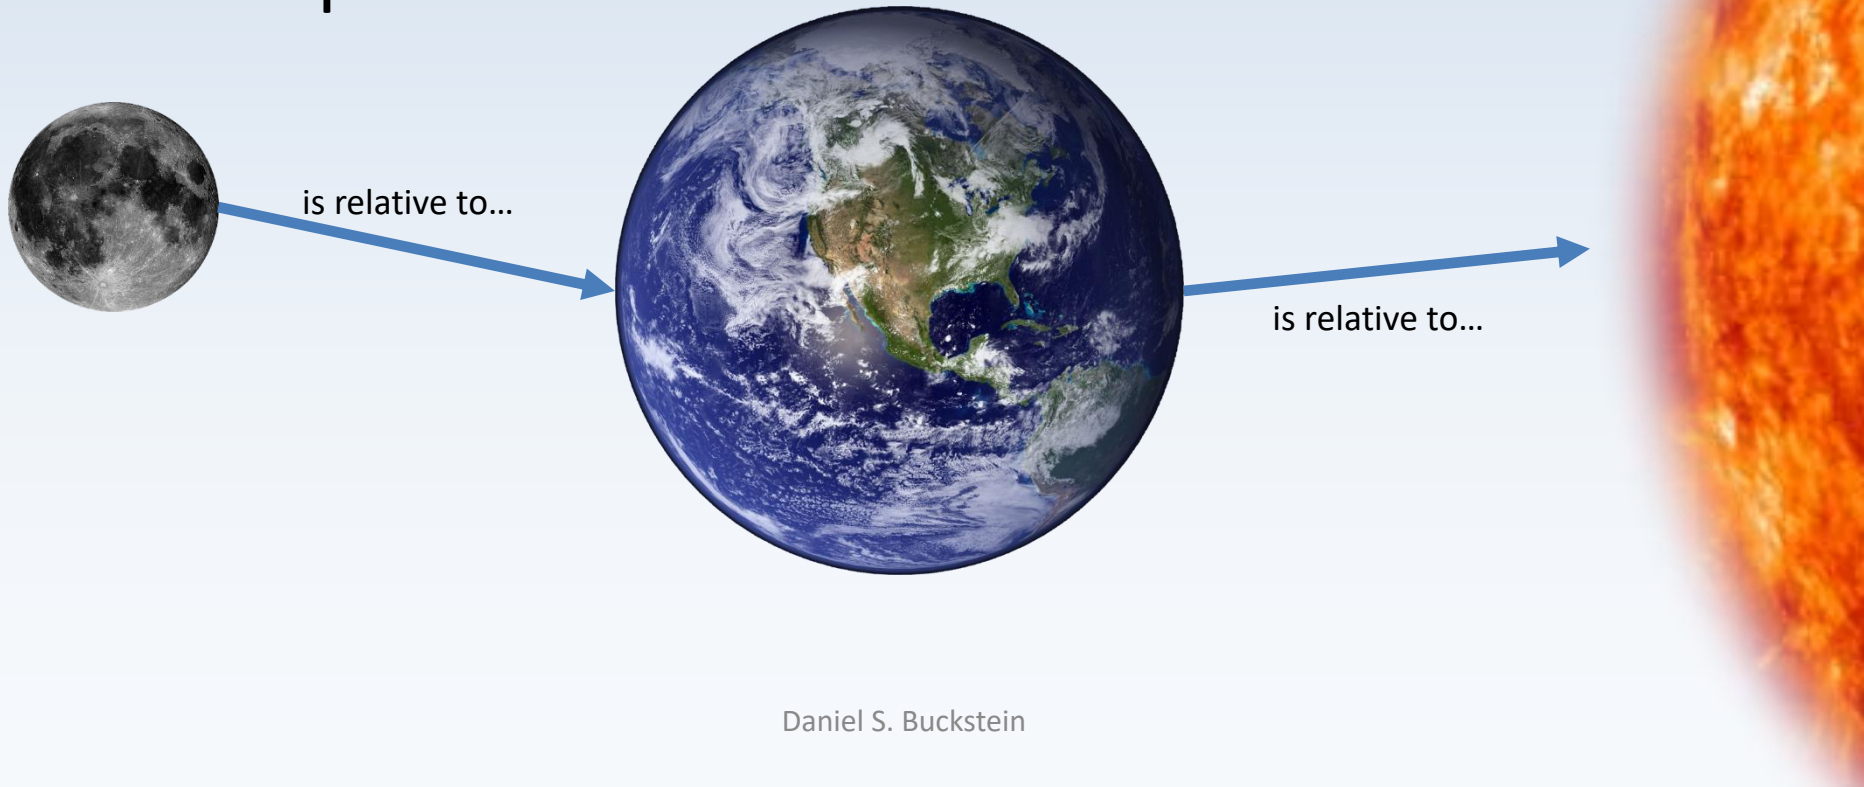 is relative to…
is relative to…
Daniel S. Buckstein